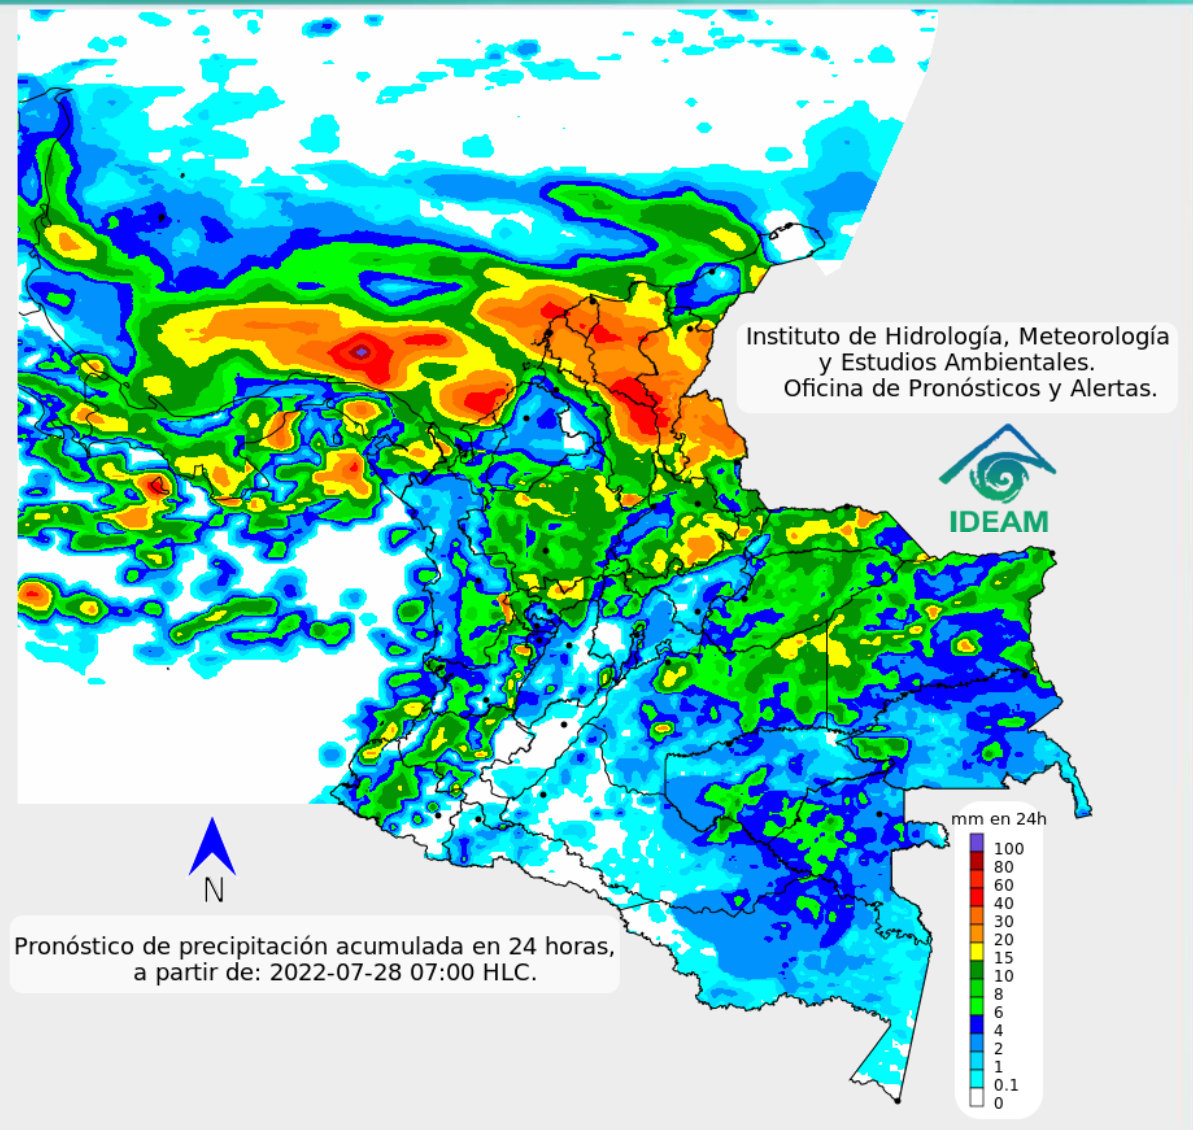 Instituto de Hidrología, Meteorología
y Estudios Ambientales.
Oficina de Pronósticos y Alertas.
IDEAM
mm en 24h
100
80
60
40
30
20
15
10
8
6
4
2
1
0.1
0
N
Pronóstico de precipitación acumulada en 24 horas,
a partir de: 2022-07-28 07:00 HLC.